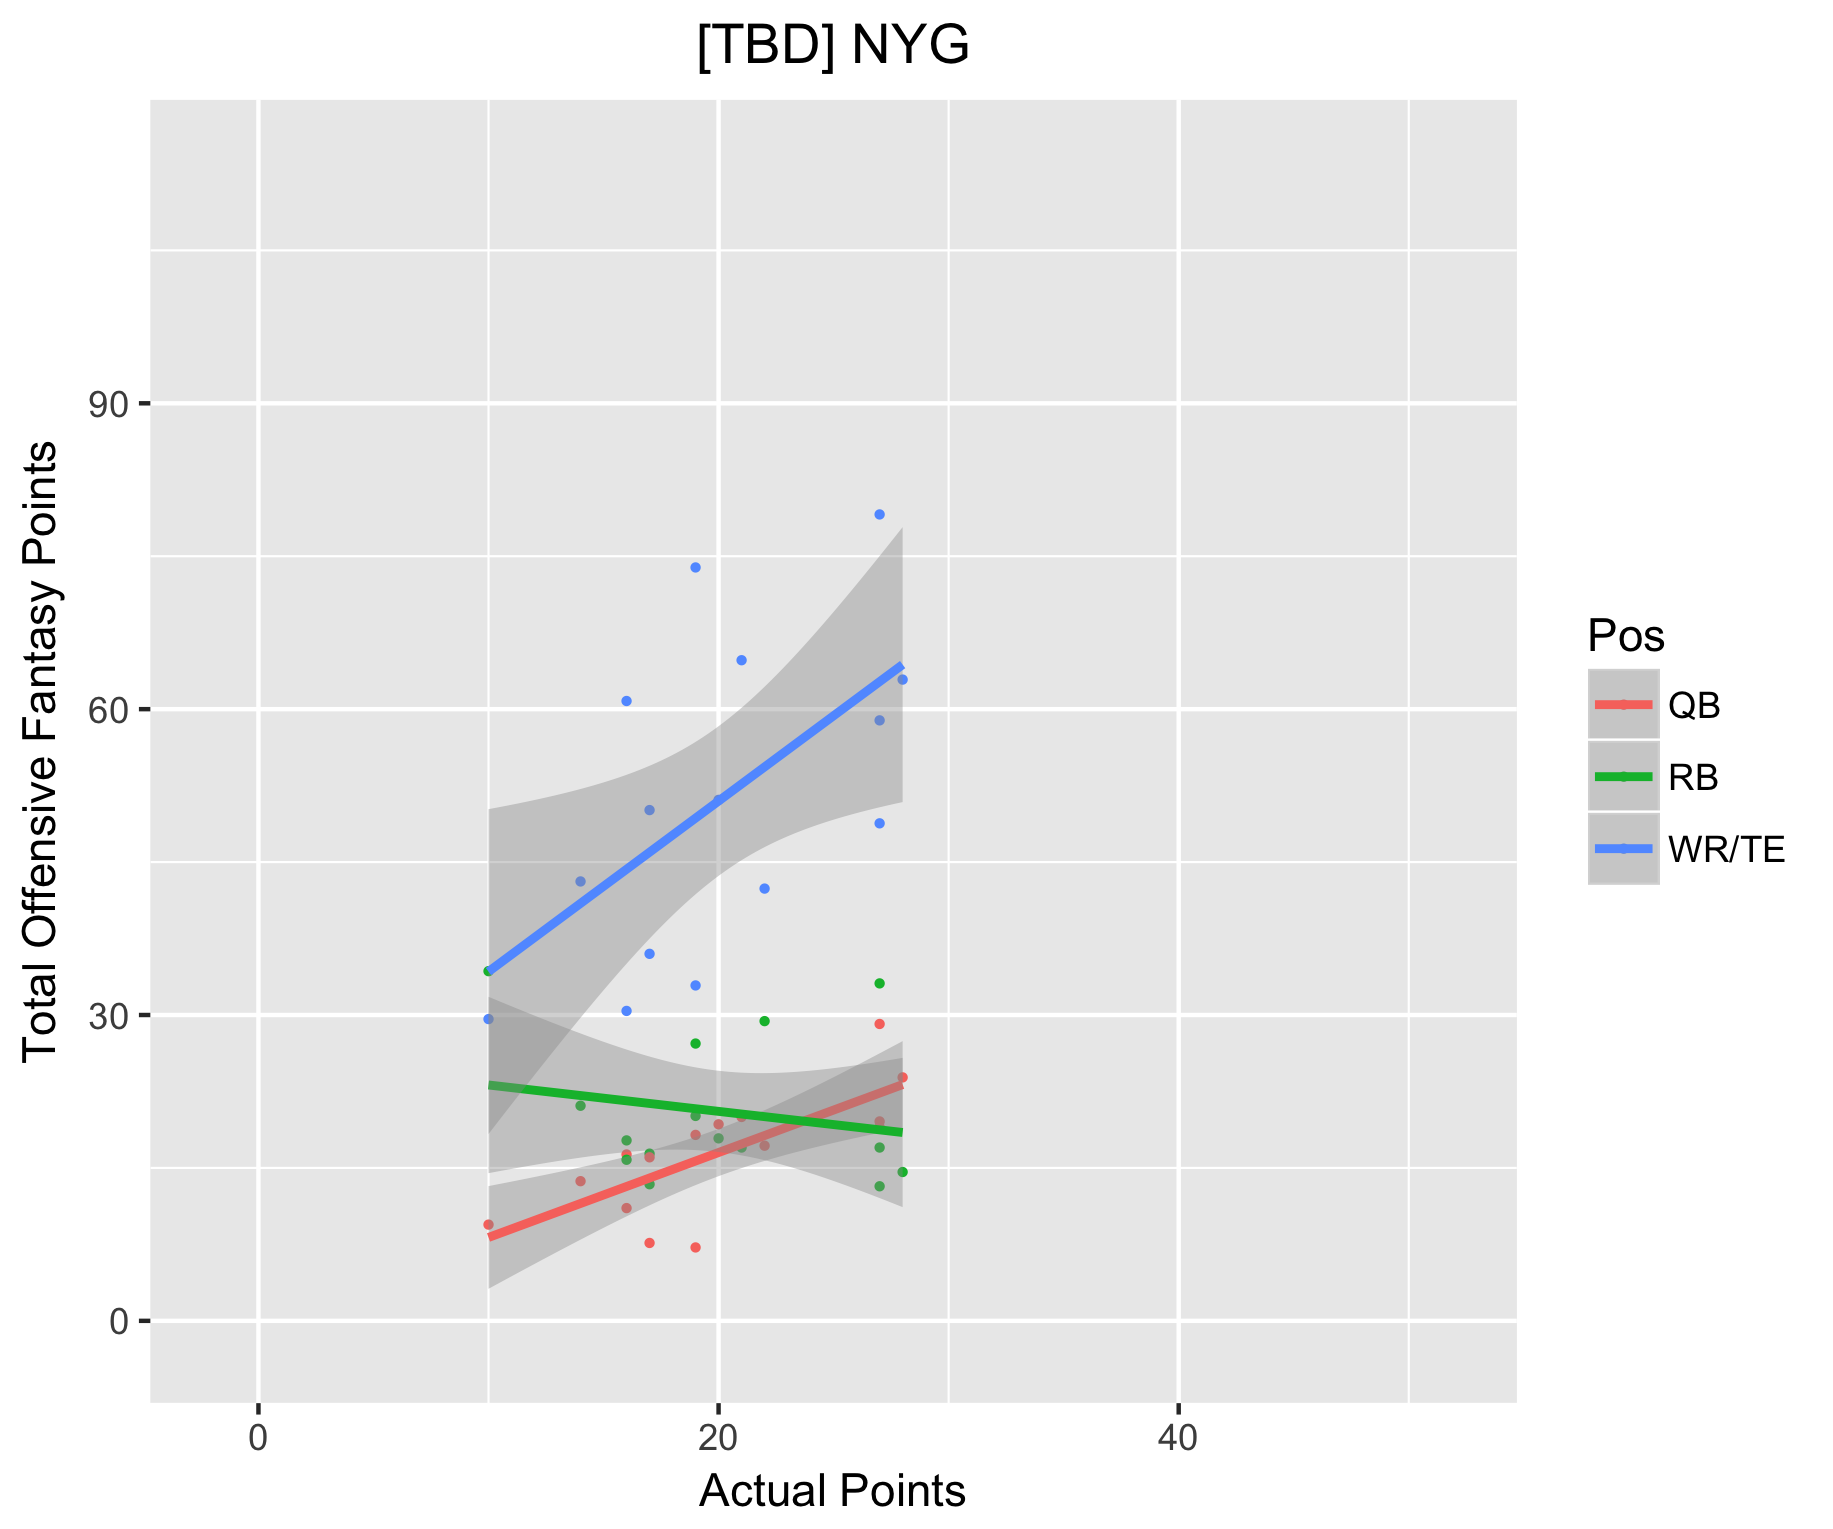 [TBD] NYG
Total Offensive Fantasy Points
90
60
30
0
0
20
40
Actual Points
Pos
QB
RB
WR/TE